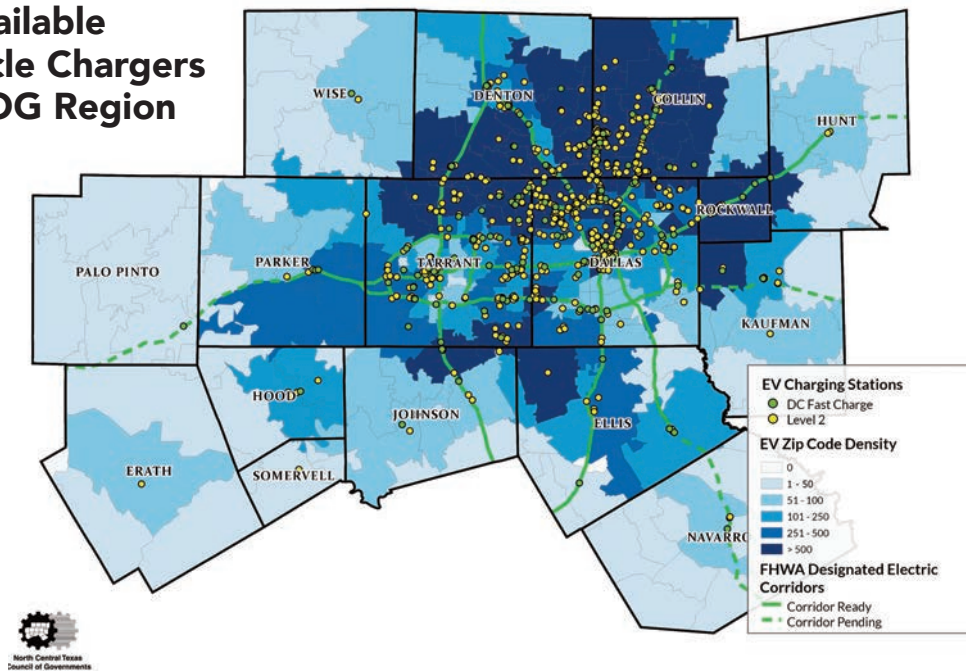 ailable
cle Chargers
OG Region
WISE
DENTON
COLLIN
HUNT
ROCKWALL
PALO PINTO
PARKER
TARRANT
DALLAS
KAUFMAN
HOOD
JOHNSON
ELLIS
ERATH
SOMERVELL
NAVARRO
EV Charging Stations
DC Fast Charge
Level 2
EV Zip Code Density
0
1 - 50
51 - 100
101 - 250
251 - 500
> 500
FHWA Designated Electric
Corridors
Corridor Ready
Corridor Pending
North Central Texas
Council of Governments